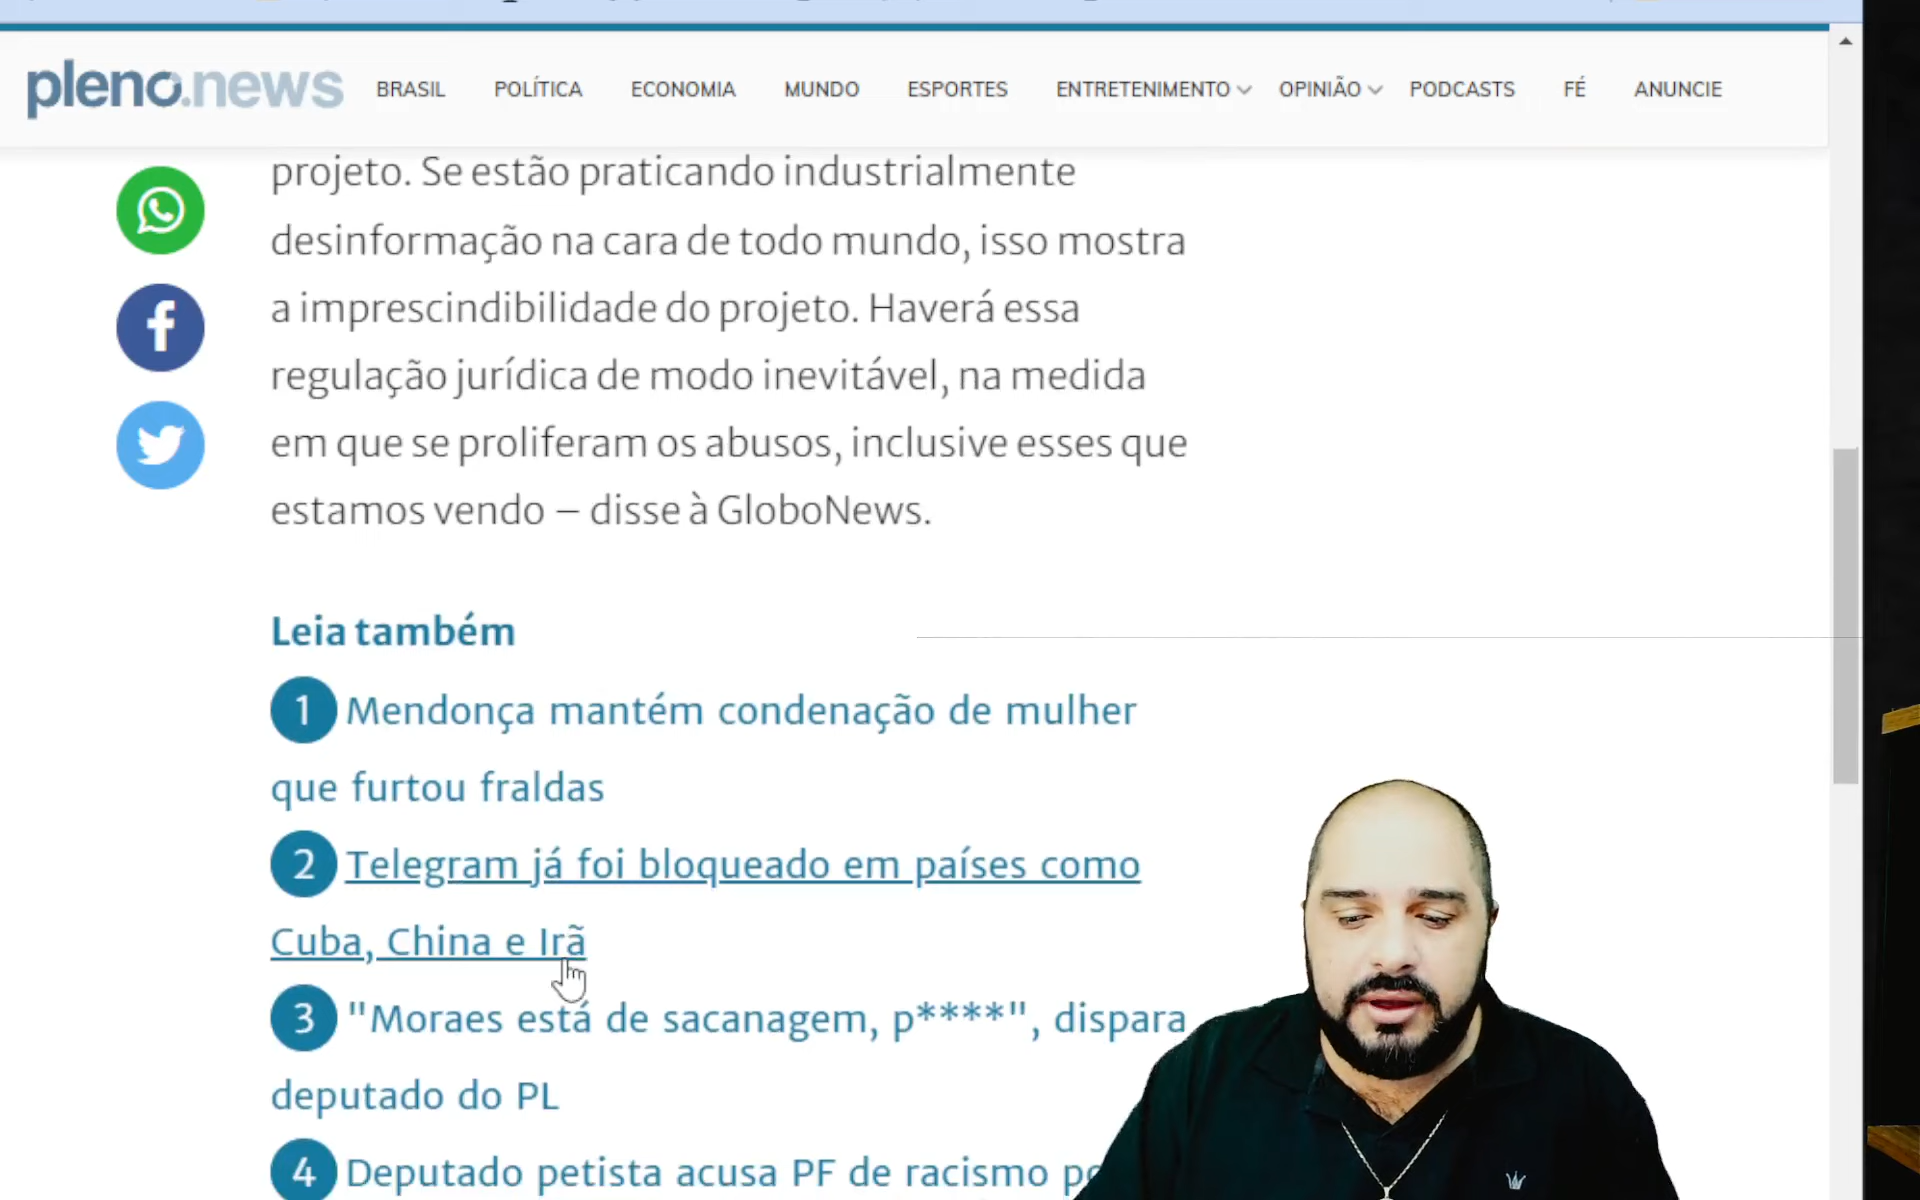 pleno.news
BRASIL POLÍTICA ECONOMIA MUNDO ESPORTES ENTRETENIMENTO OPINIÃO PODCASTS FÉ ANUNCIE
projeto. Se estão praticando industrialmente
desinformação na cara de todo mundo, isso mostra
a imprescindibilidade do projeto. Haverá essa
regulação jurídica de modo inevitável, na medida
em que se proliferam os abusos, inclusive esses que
estamos vendo – disse à GloboNews.
Leia também
1 Mendonça mantém condenação de mulher
que furtou fraldas
2 Telegram já foi bloqueado em países como
Cuba, China e Irã
3 "Moraes está de sacanagem, p****", dispara
deputado do PL
4 Deputado petista acusa PF de racismo